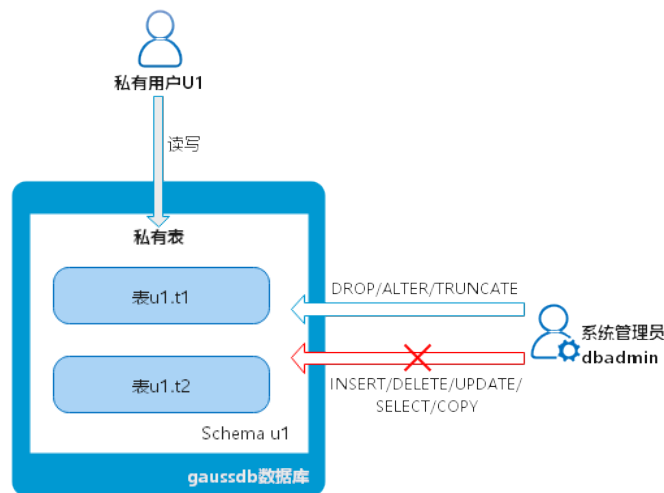 私有用户U1
读写
私有表
表u1.t1
表u1.t2
Schema u1
gaussdb数据库
DROP/ALTER/TRUNCATE
INSERT/DELETE/UPDATE/
SELECT/COPY
系统管理员
dbadmin